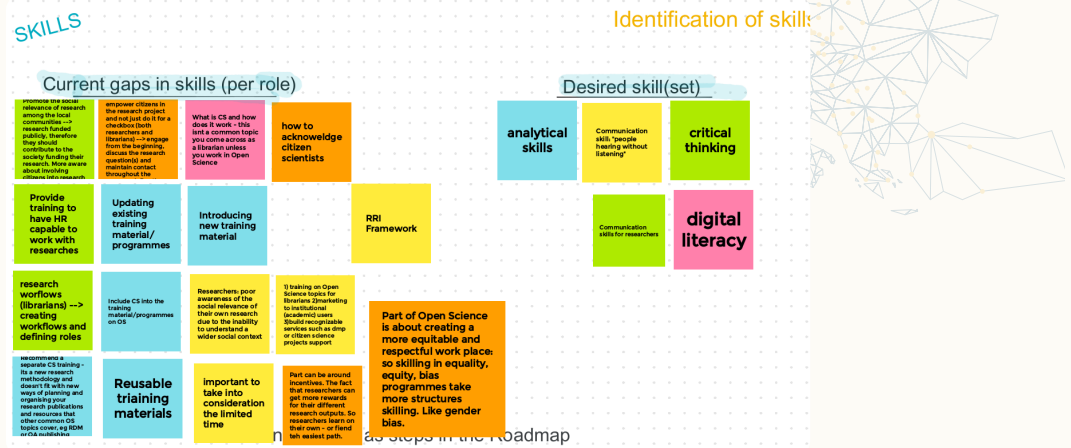 SKILLS
Identification of skills
Current gaps in skills (per role)
Desired skill(set)
Promote the social
relevance of research
among the local
communities -->
research funded
publicly, therefore
they should
contribute to the
society funding their
research. More aware
about involving
citizens into research
empower citizens in
the research project
and not just do it for a
checkbox (both
researchers and
librarians) --> engage
from the beginning,
discuss the research
question(s) and
maintain contact
throughout the
What is CS and how
does it work - this
isnt a common topic
you come across as
a librarian unless
you work in Open
Science
how to
acknoweldge
citizen
scientists
analytical
skills
Communication
skill: "people
hearing without
listening"
critical
thinking
Provide
training to
have HR
capable to
work with
researches
Updating
existing
training
material/
programmes
Introducing
new training
material
RRI
Framework
Communication
skills for researchers
digital
literacy
research
worflows
(librarians) -->
creating
workflows and
defining roles
Include CS into the
training
material/programmes
on OS
Researchers: poor
awareness of the
social relevance of
their own research
due to the inability
to understand a
wider social context
1) training on Open
Science topics for
librarians 2)marketing
to institutional
(academic) users
3)build recognizable
services such as dmp
or citizen science
projects support
Part of Open Science
is about creating a
more equitable and
respectful work place:
so skilling in equality,
equity, bias
programmes take
more structures
skilling. Like gender
bias.
Recommend a
separate CS training -
its a new research
methodology and
doesn't fit with new
ways of planning and
organising your
research publications
and resources that
other common OS
topics cover, eg RDM
or OA publishing
Reusable
triaining
materials
important to
take into
consideration
the limited
time
Part can be around
incentives. The fact
that researchers can
get more rewards
for their different
research outputs. So
researchers learn on
their own - or fiend
teh easiest path.
as steps in the Roadmap